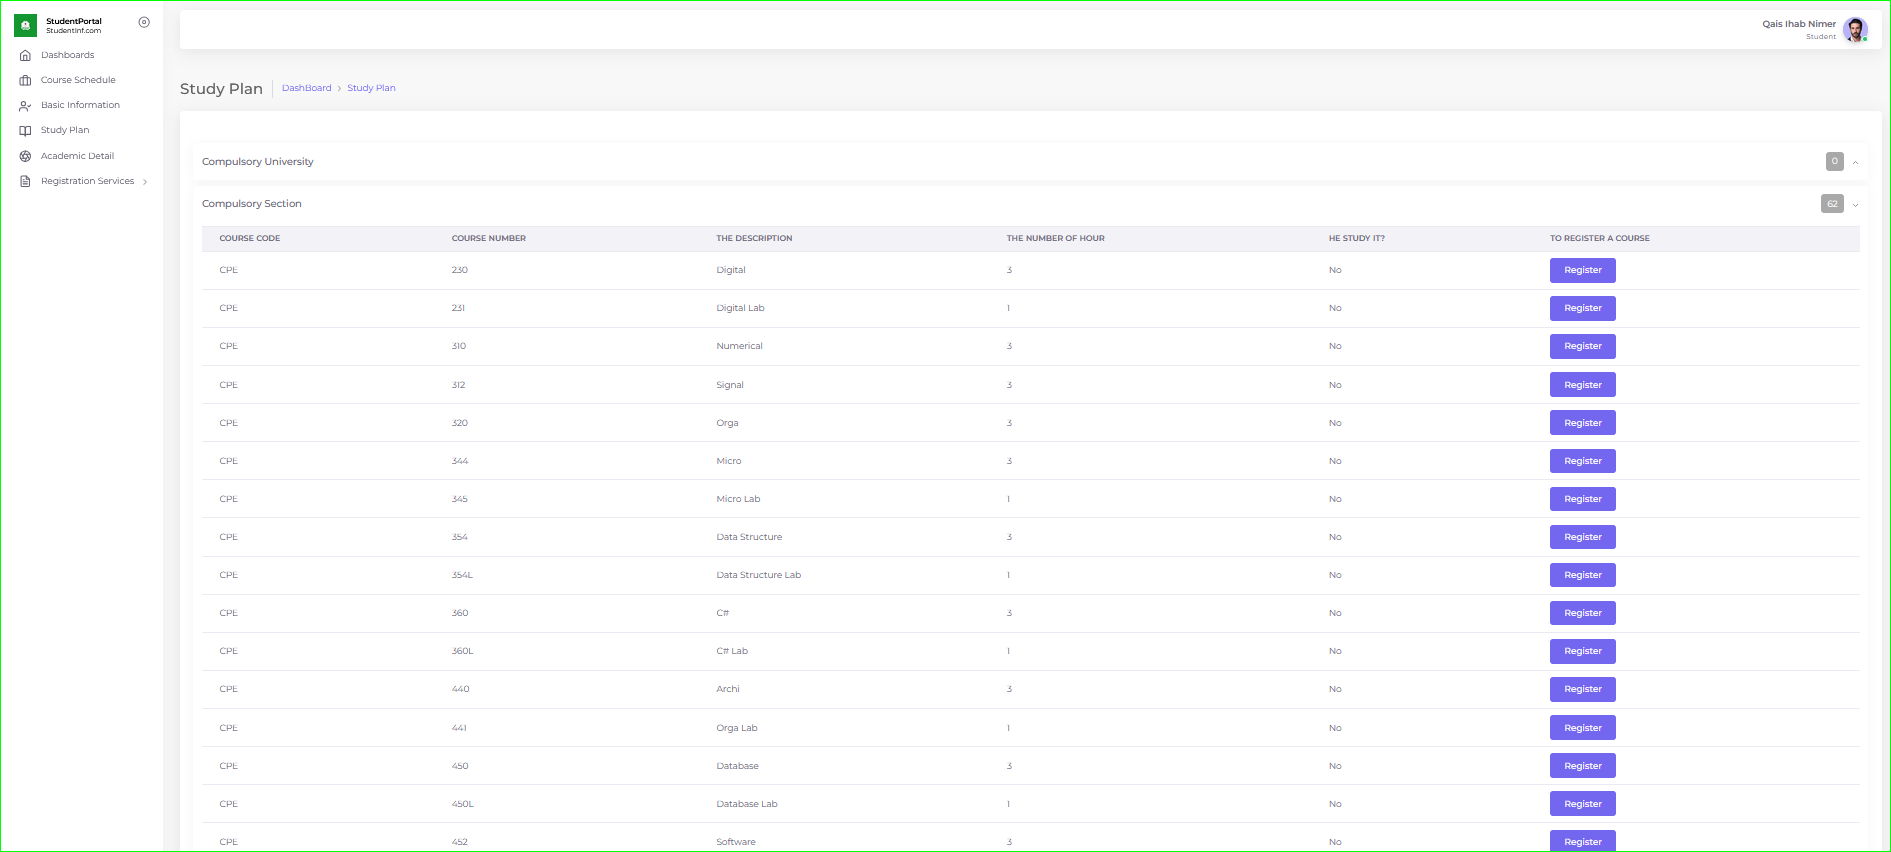 StudentPortal
StudentInf.com
Dashboards
Course Schedule
Basic Information
Study Plan
Academic Detail
Registration Services
Qais Ihab Nimer
Student
Study Plan DashBoard Study Plan
Compulsory University 0
Compulsory Section 62
COURSE CODE COURSE NUMBER THE DESCRIPTION THE NUMBER OF HOUR HE STUDY IT? TO REGISTER A COURSE
CPE 230 Digital 3 No Register
CPE 231 Digital Lab 1 No Register
CPE 310 Numerical 3 No Register
CPE 312 Signal 3 No Register
CPE 320 Orga 3 No Register
CPE 344 Micro 3 No Register
CPE 345 Micro Lab 1 No Register
CPE 354 Data Structure 3 No Register
CPE 354L Data Structure Lab 1 No Register
CPE 360 C# 3 No Register
CPE 360L C# Lab 1 No Register
CPE 440 Archi 3 No Register
CPE 441 Orga Lab 1 No Register
CPE 450 Database 3 No Register
CPE 450L Database Lab 1 No Register
CPE 452 Software 3 No Register